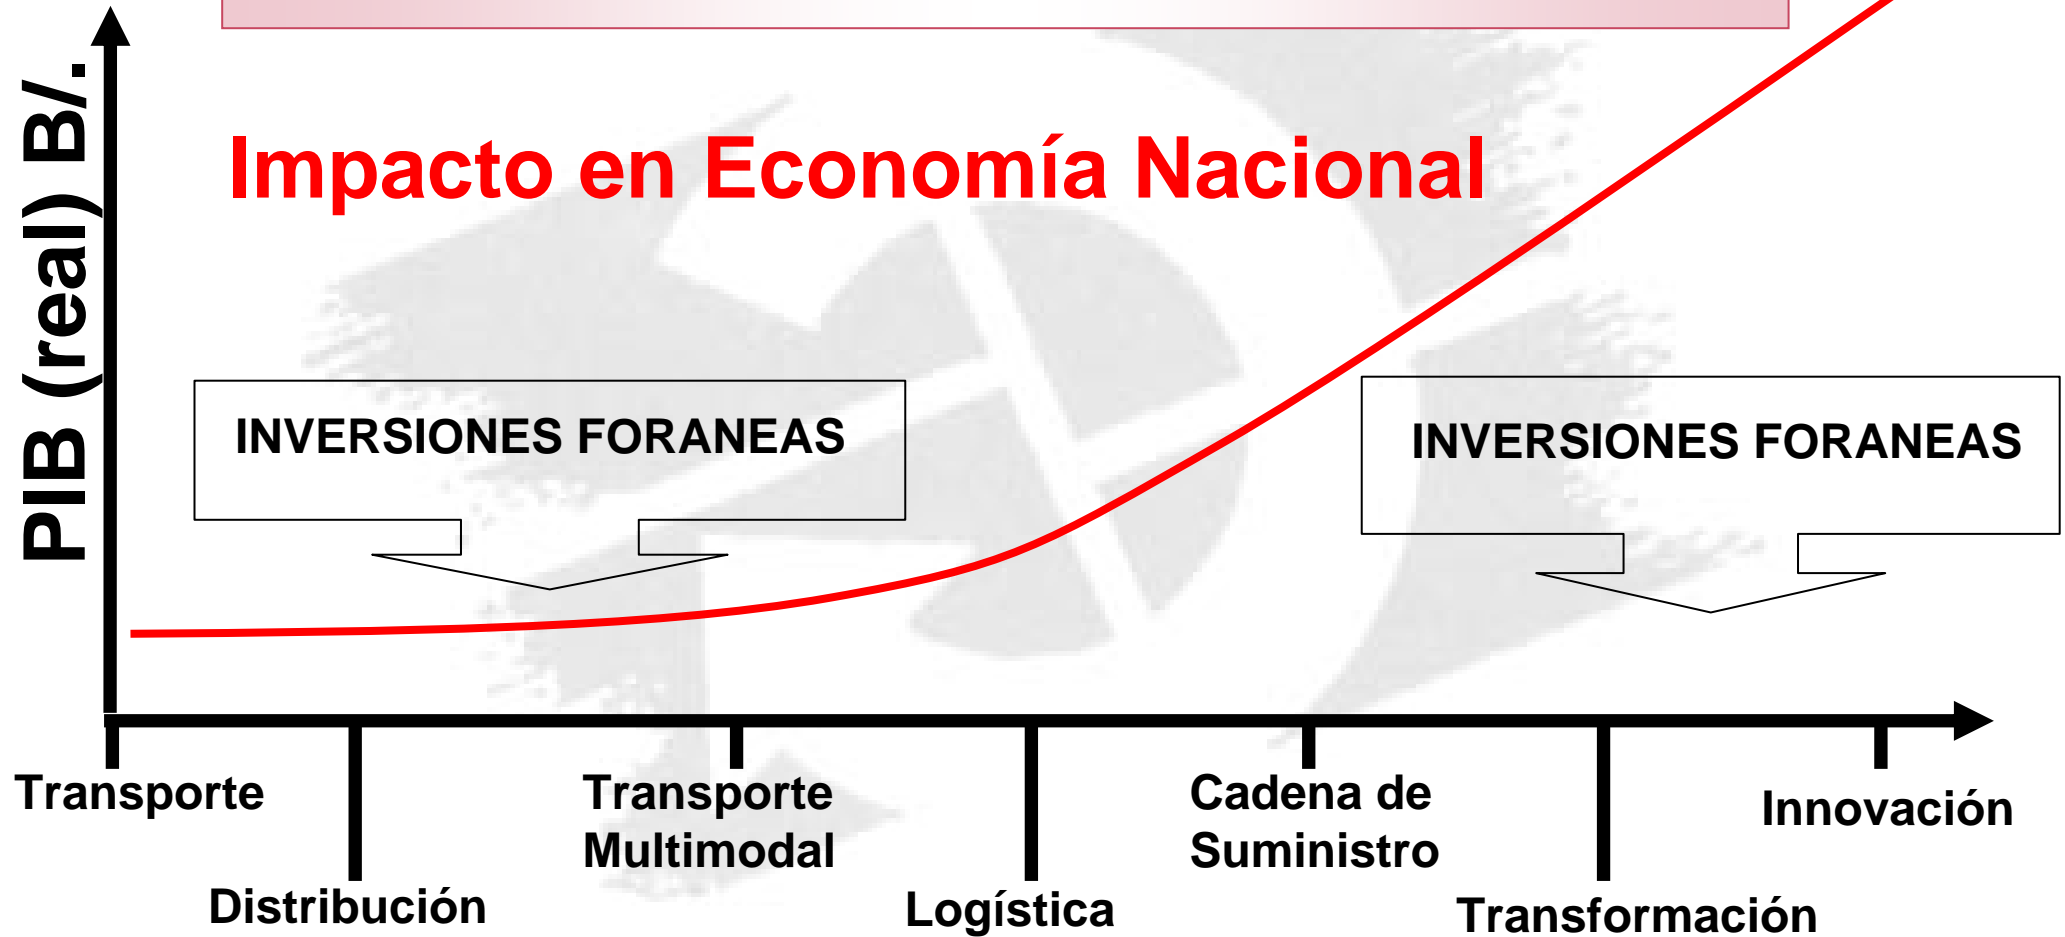 PIB (real) B/.
Impacto en Economía Nacional
INVERSIONES FORANEAS
INVERSIONES FORANEAS
Transporte
Distribución
Transporte
Multimodal
Logística
Cadena de
Suministro
Transformación
Innovación